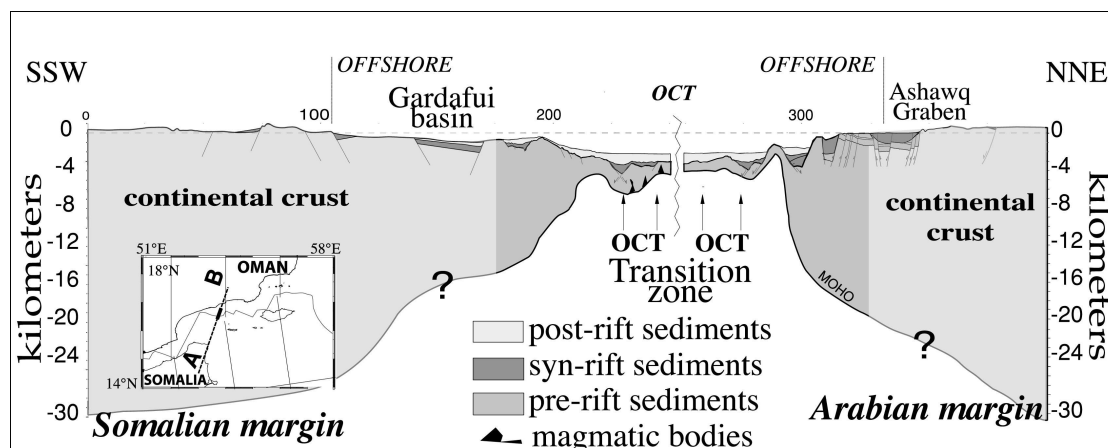 SSW
OFFSHORE
OFFSHORE
NNE
Gardafui
basin
OCT
Ashawq
Graben
0
100
200
300
0
-4
-8
-12
-16
-20
-24
-30
kilometers
0
-4
-8
-12
-16
-20
-24
-30
kilometers
continental crust
continental
crust
OCT
OCT
Transition
zone
?
?
MOHO
51°E
58°E
18°N
14°N
OMAN
SOMALIA
A
B
post-rift sediments
syn-rift sediments
pre-rift sediments
magmatic bodies
Somalian margin
Arabian margin